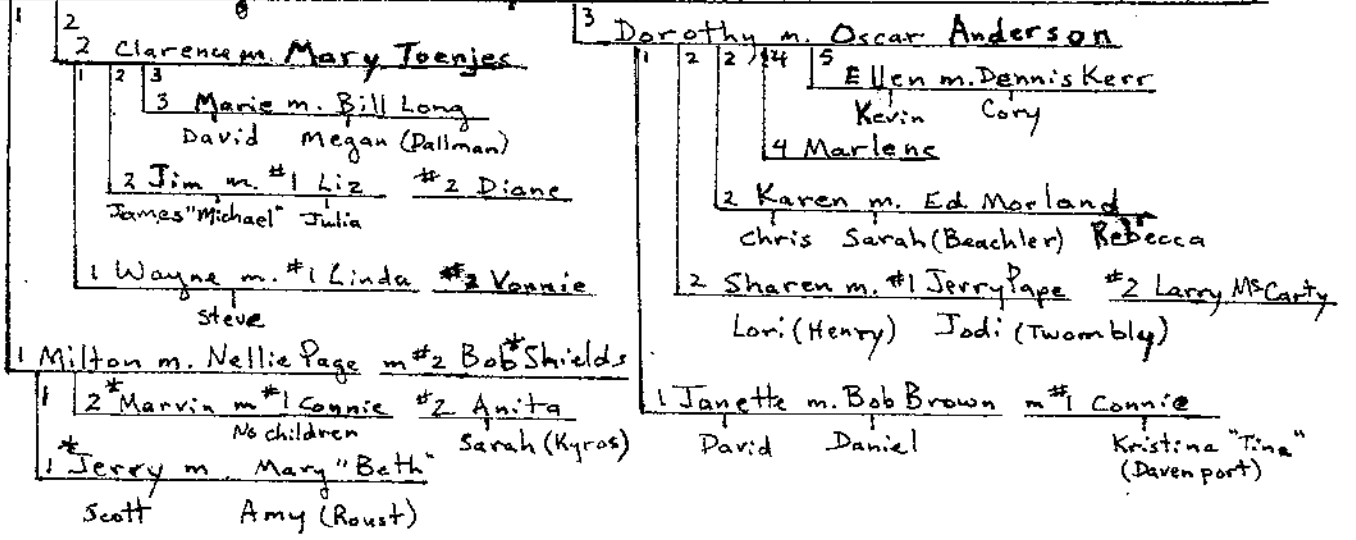 1
2
2 Clarence m. Mary Toenjes
1 2 3
3 Marie m. Bill Long
David Megan (Dallman)
2 Jim m. #1 Liz #2 Diane
James "Michael" Julia
1 Wayne m. #1 Linda #2 Vonnie
Steve
1 Milton m. Nellie Page m #2 Bob* Shields
1 2 *Marvin m #1 Connie #2 Anita
No children Sarah (Kyros)
1 *Jerry m Mary "Beth"
Scott Amy (Roust)
3 Dorothy m. Oscar Anderson
1 2 2 4 5
Ellen m. Dennis Kerr
Kevin Cory
4 Marlene
2 Karen m. Ed Morland
Chris Sarah (Beachler) Rebecca
2 Sharen m. #1 Jerry Pape #2 Larry McCarty
Lori (Henry) Jodi (Twombly)
1 Janette m. Bob Brown m #1 Connie
David Daniel Kristina "Tina"
(Davenport)